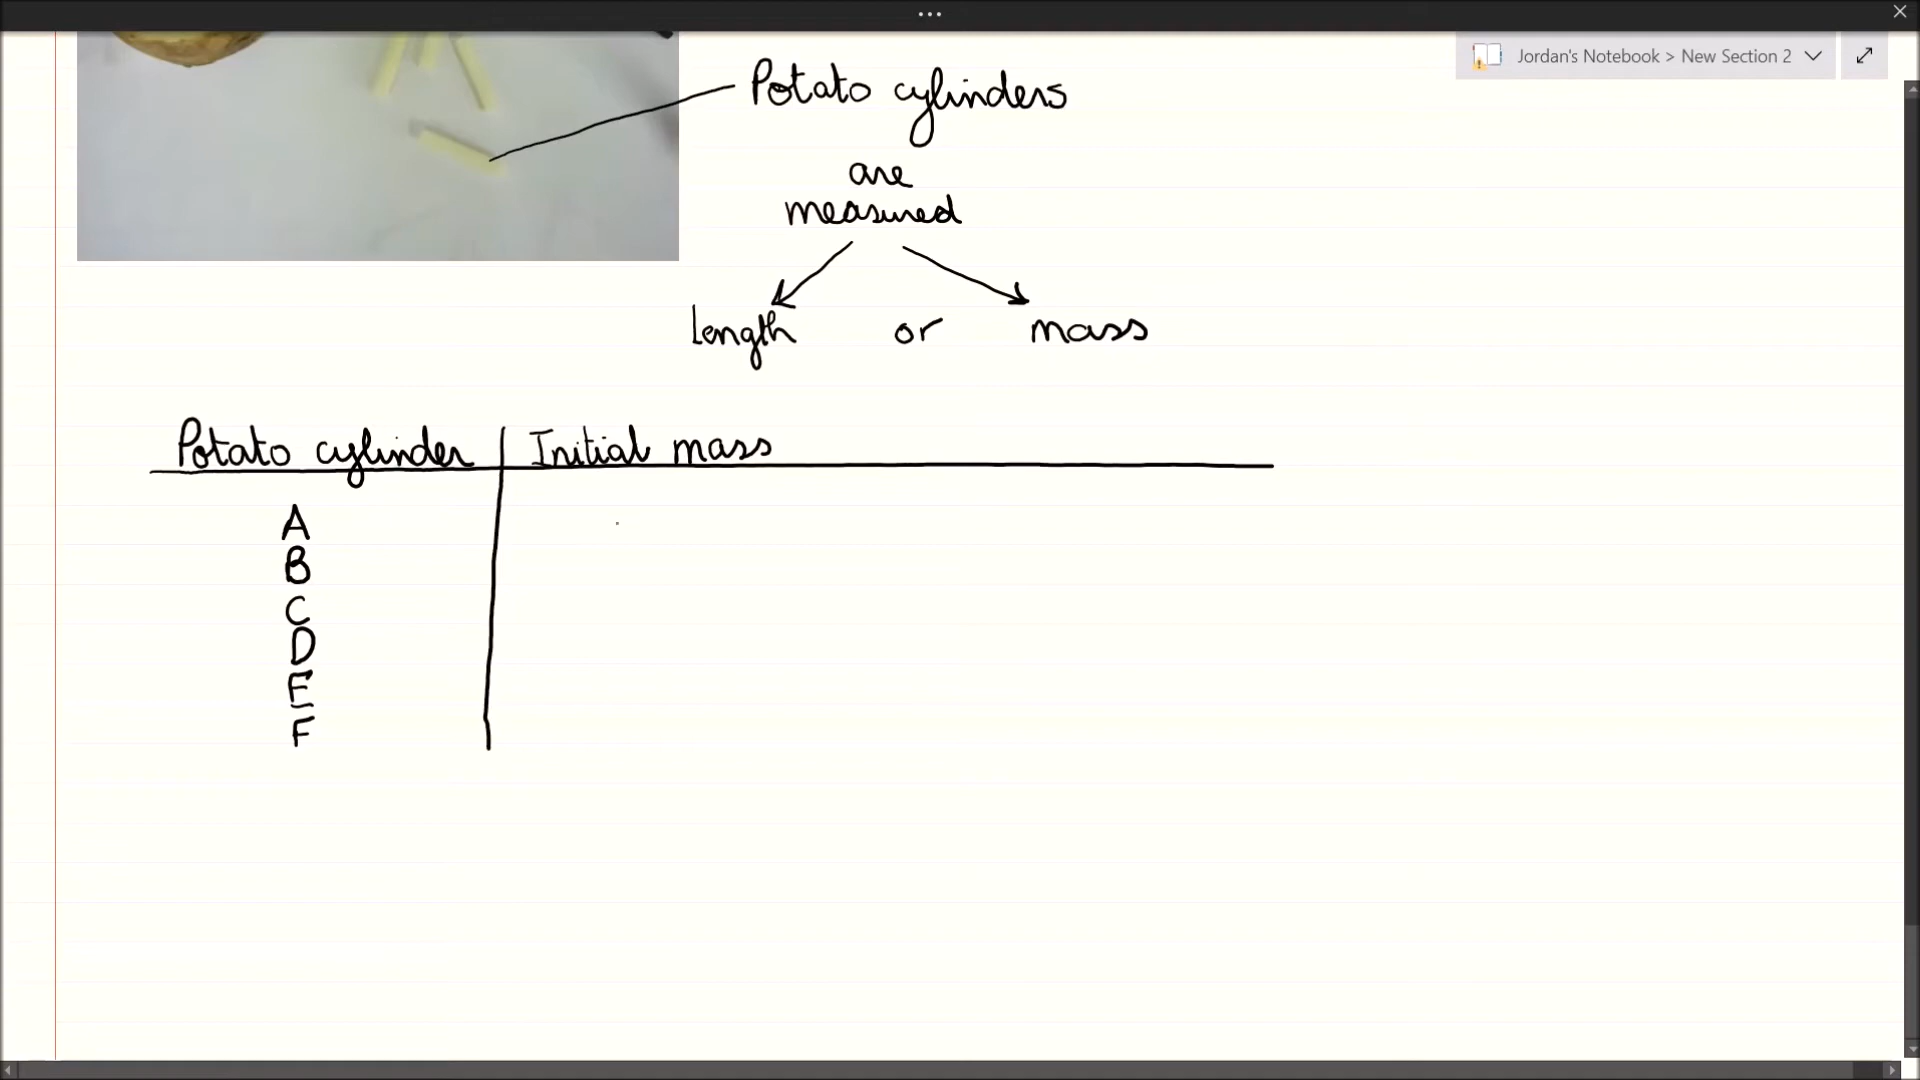 Jordan's Notebook > New Section 2
Potato cylinders
are
measured
Length or mass
Potato cylinder Initial mass
A
B
C
D
E
F